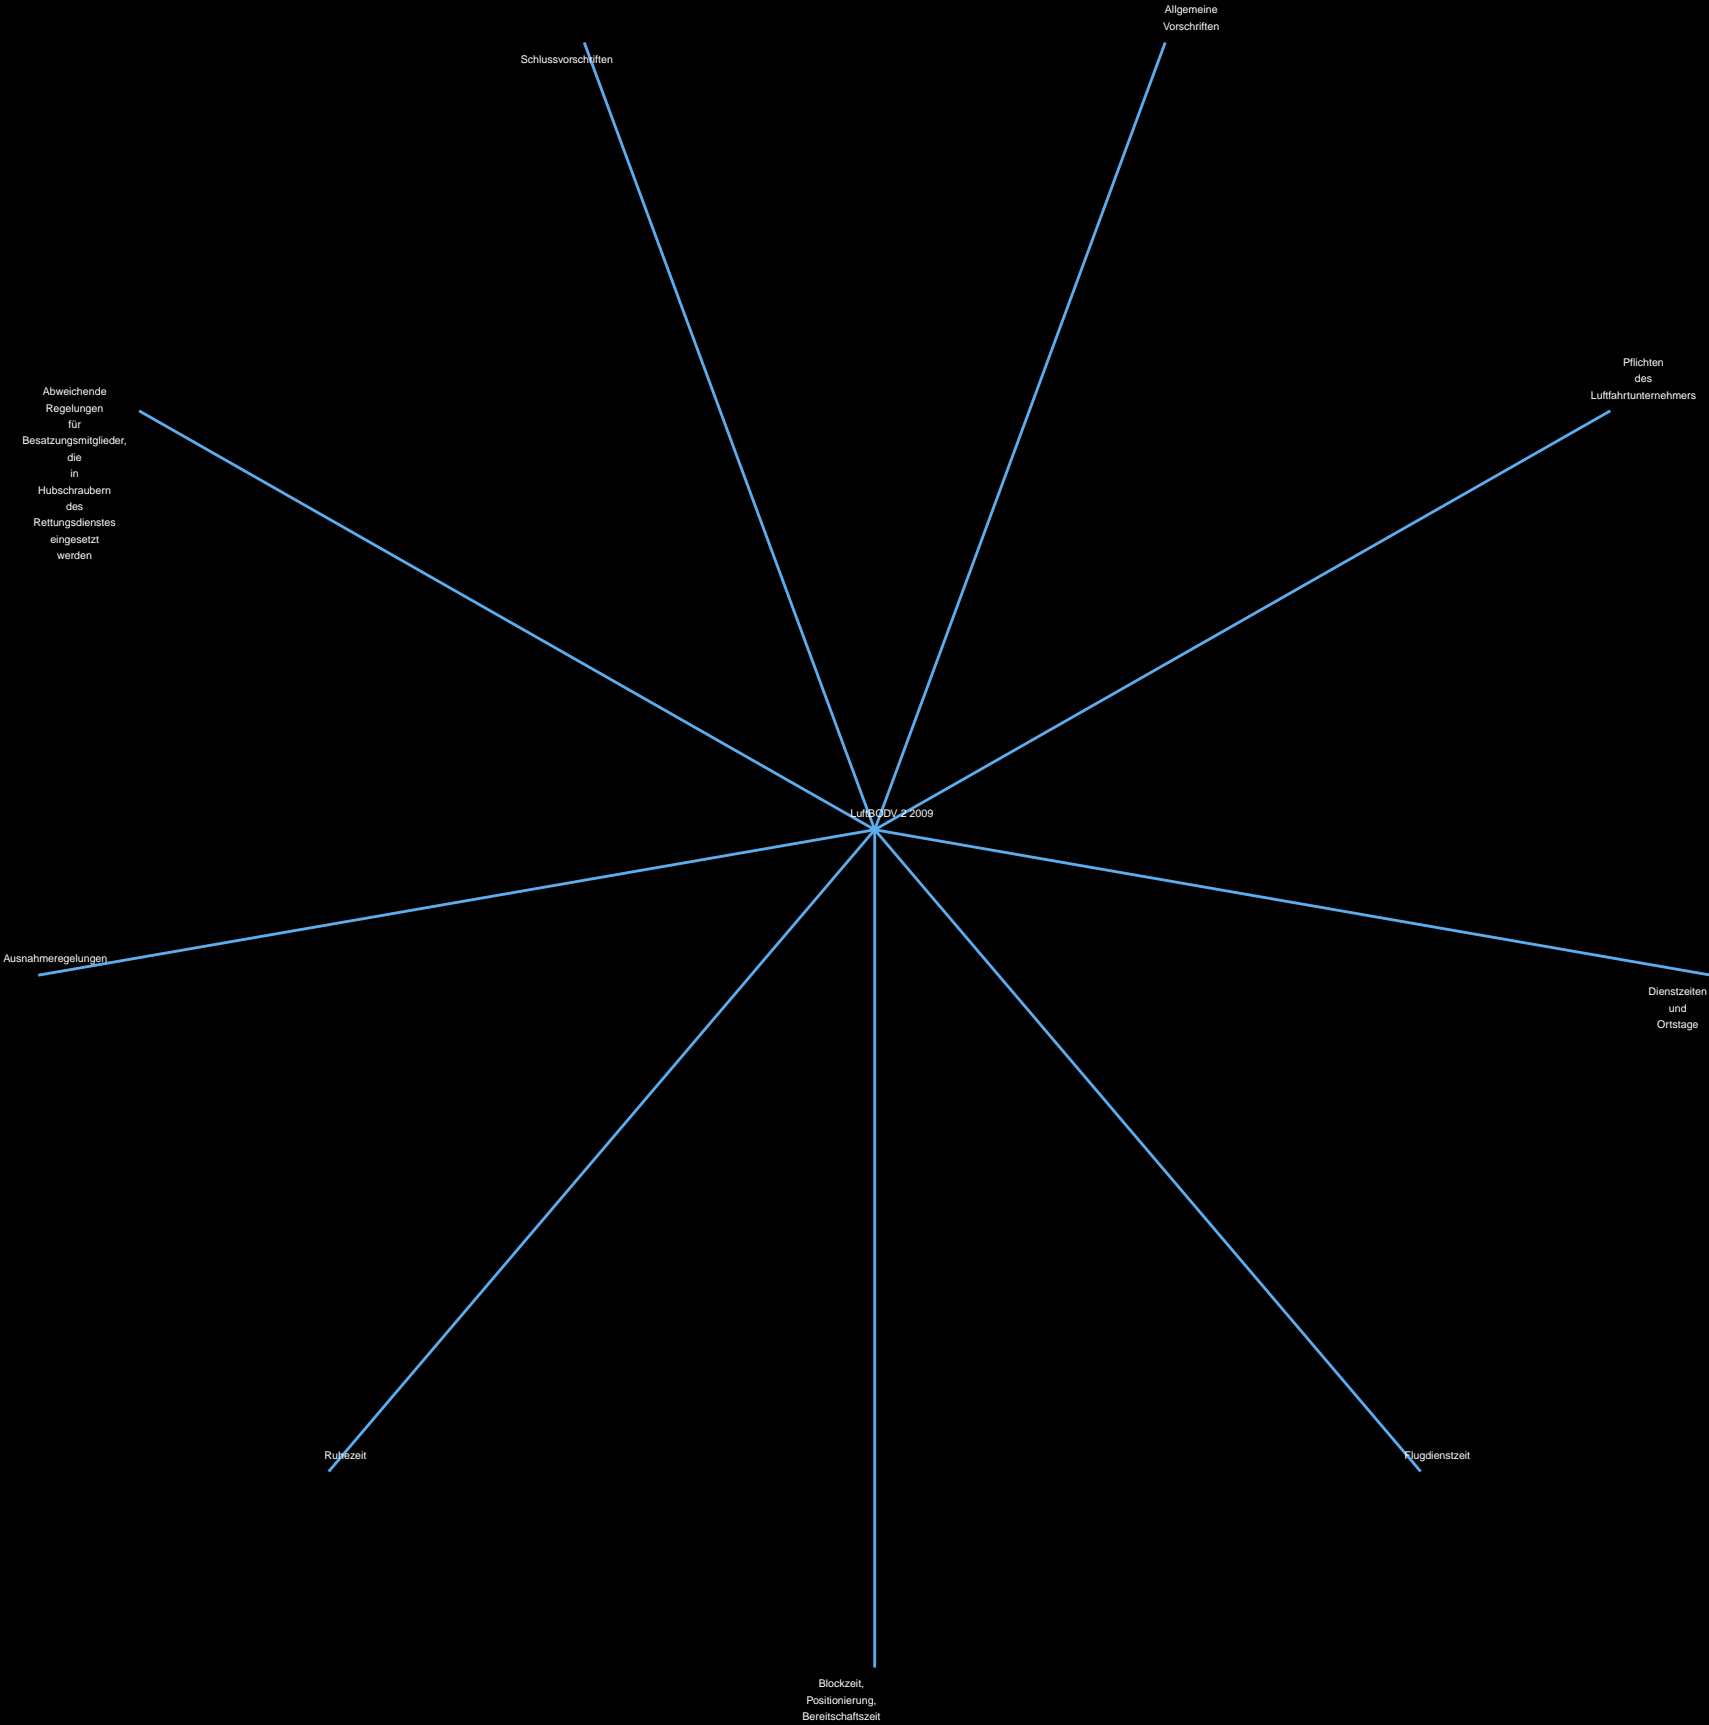 Allgemeine
Vorschriften
Schlussvorschriften
Pflichten
des
Luftfahrtunternehmers
Abweichende
Regelungen
für
Besatzungsmitglieder,
die
in
Hubschraubern
des
Rettungsdienstes
eingesetzt
werden
LuftBODV 2 2009
Ausnahmeregelungen
Dienstzeiten
und
Ortstage
Ruhezeit
Flugdienstzeit
Blockzeit,
Positionierung,
Bereitschaftszeit